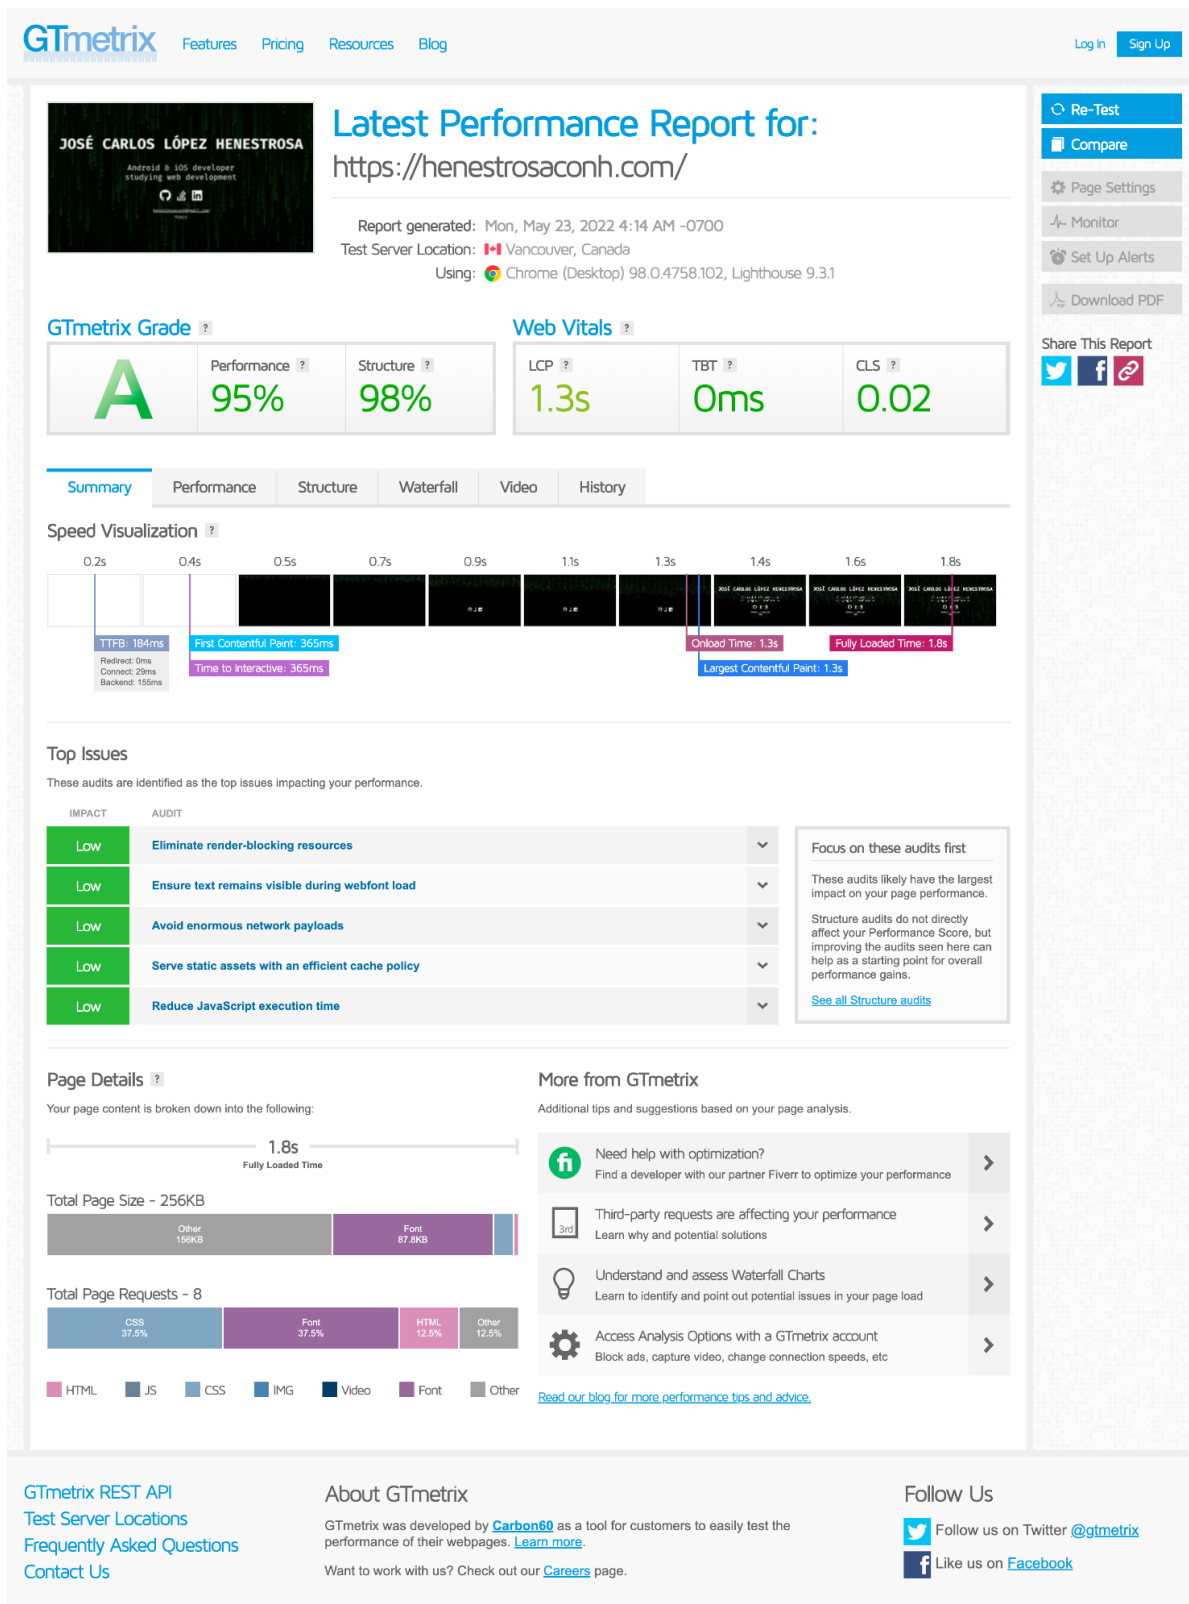 GTmetrix
Features Pricing Resources Blog
Log In Sign Up
JOSÉ CARLOS LÓPEZ HENESTROSA
Android & iOS developer
studying web development
Latest Performance Report for:
https://henestrosaconh.com/
Report generated: Mon, May 23, 2022 4:14 AM -0700
Test Server Location: Vancouver, Canada
Using: Chrome (Desktop) 98.0.4758.102, Lighthouse 9.3.1
Re-Test
Compare
Page Settings
Monitor
Set Up Alerts
Download PDF
Share This Report
GTmetrix Grade ?
A
Performance ?
95%
Structure ?
98%
Web Vitals ?
LCP ?
1.3s
TBT ?
0ms
CLS ?
0.02
Summary Performance Structure Waterfall Video History
Speed Visualization ?
0.2s 0.4s 0.5s 0.7s 0.9s 1.1s 1.3s 1.4s 1.6s 1.8s
JOSÉ CARLOS LÓPEZ HENESTROSA JOSÉ CARLOS LÓPEZ HENESTROSA JOSÉ CARLOS LÓPEZ HENESTROSA
TTFB: 184ms
Redirect: 0ms
Connect: 29ms
Backend: 155ms
First Contentful Paint: 365ms
Time to Interactive: 365ms
Onload Time: 1.3s
Largest Contentful Paint: 1.3s
Fully Loaded Time: 1.8s
Top Issues
These audits are identified as the top issues impacting your performance.
IMPACT AUDIT
Low Eliminate render-blocking resources
Low Ensure text remains visible during webfont load
Low Avoid enormous network payloads
Low Serve static assets with an efficient cache policy
Low Reduce JavaScript execution time
Focus on these audits first
These audits likely have the largest
impact on your page performance.
Structure audits do not directly
affect your Performance Score, but
improving the audits seen here can
help as a starting point for overall
performance gains.
See all Structure audits
Page Details ?
Your page content is broken down into the following:
1.8s
Fully Loaded Time
Total Page Size - 256KB
Other
156KB
Font
87.8KB
Total Page Requests - 8
CSS
37.5%
Font
37.5%
HTML
12.5%
Other
12.5%
HTML JS CSS IMG Video Font Other
More from GTmetrix
Additional tips and suggestions based on your page analysis.
fi
Need help with optimization?
Find a developer with our partner Fiverr to optimize your performance
3rd
Third-party requests are affecting your performance
Learn why and potential solutions
Understand and assess Waterfall Charts
Learn to identify and point out potential issues in your page load
Access Analysis Options with a GTmetrix account
Block ads, capture video, change connection speeds, etc
Read our blog for more performance tips and advice.
GTmetrix REST API
Test Server Locations
Frequently Asked Questions
Contact Us
About GTmetrix
GTmetrix was developed by Carbon60 as a tool for customers to easily test the
performance of their webpages. Learn more.
Want to work with us? Check out our Careers page.
Follow Us
Follow us on Twitter @gtmetrix
Like us on Facebook